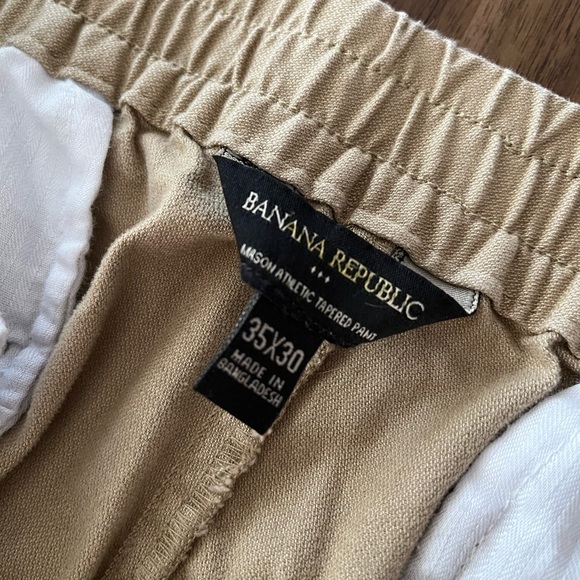 BANANA REPUBLIC
MASON ATHLETIC TAPERED PANT
35X30
MADE IN
BANGLADESH